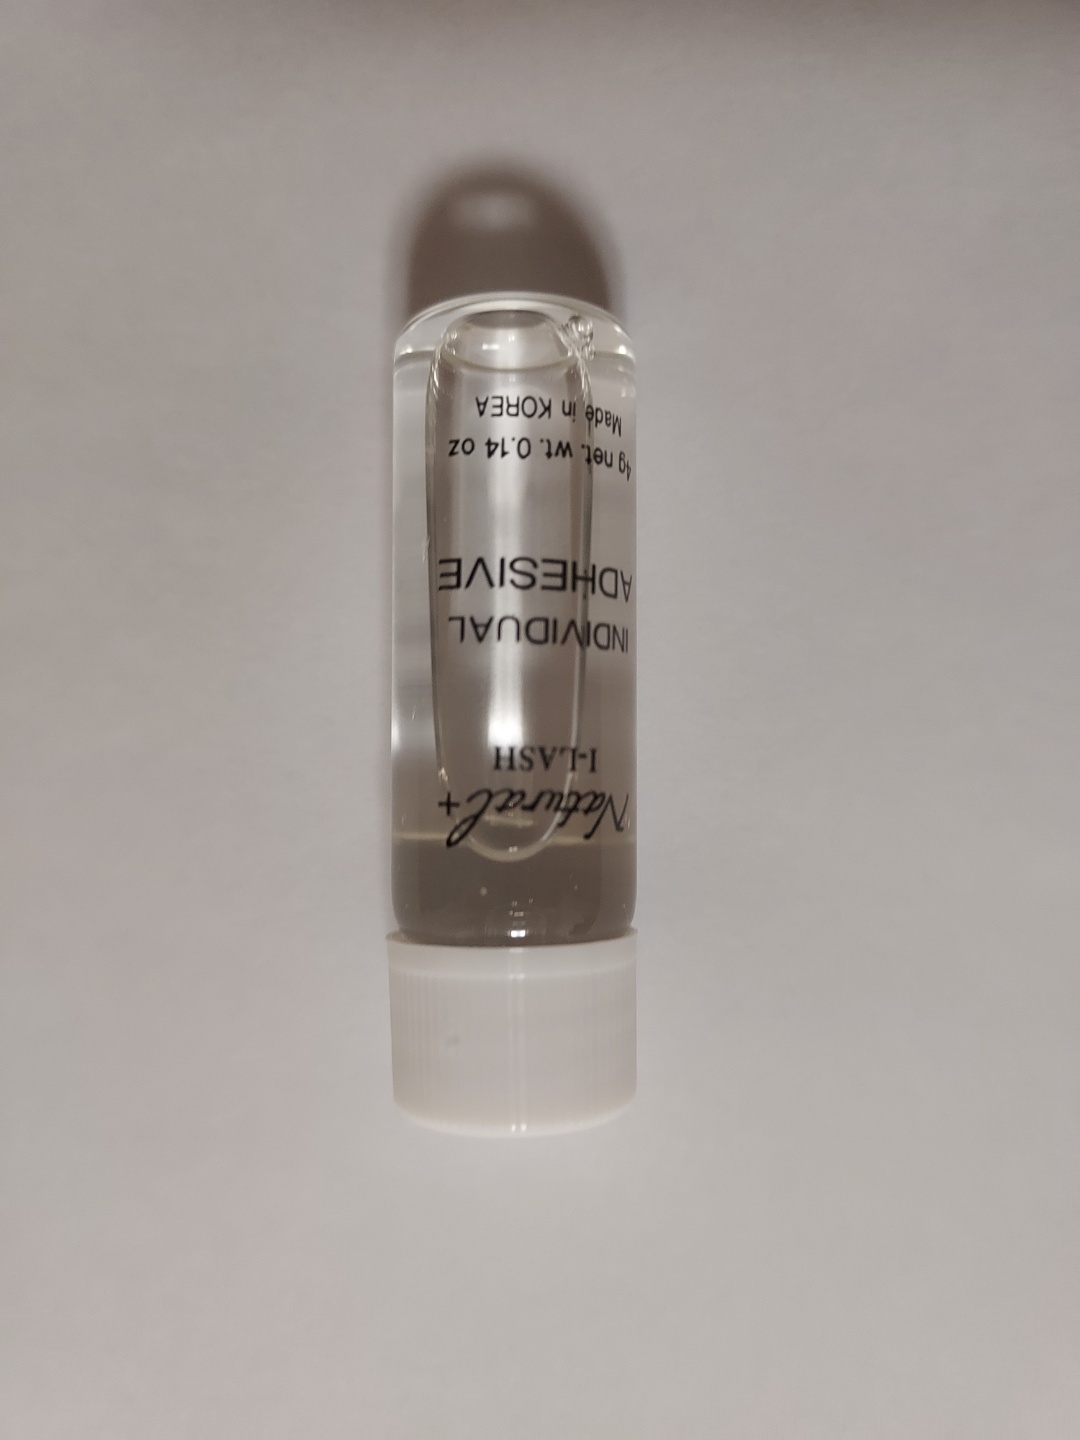 Natural+
I-LASH
INDIVIDUAL
ADHESIVE
4g net. wt. 0.14 oz
Made in KOREA